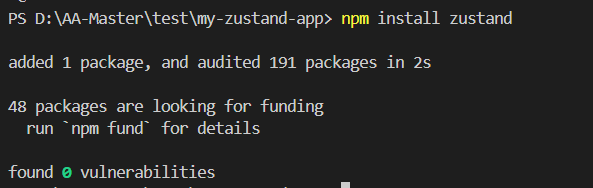 PS D:\AA-Master\test\my-zustand-app> npm install zustand
added 1 package, and audited 191 packages in 2s
48 packages are looking for funding
run `npm fund` for details
found 0 vulnerabilities